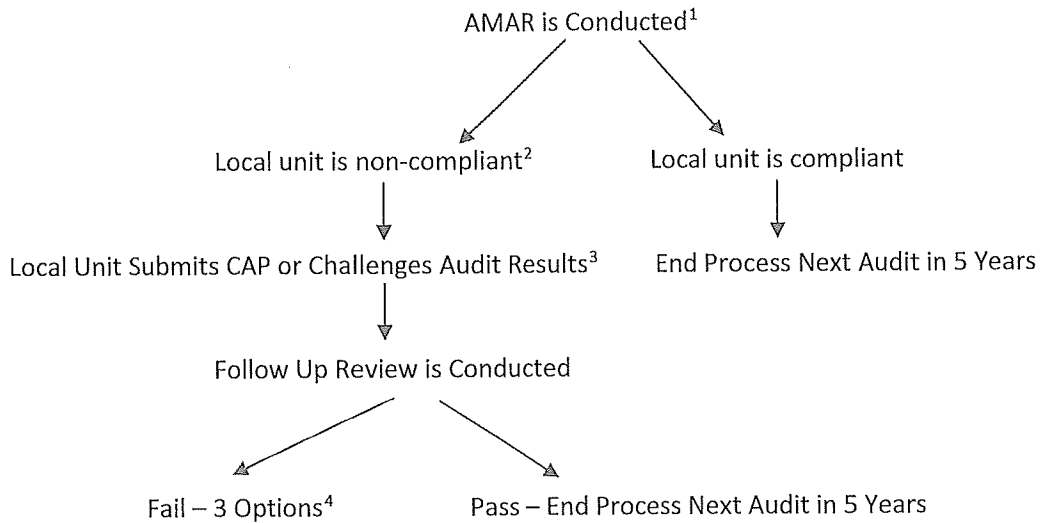 AMAR is Conducted¹
Local unit is non-compliant²
Local unit is compliant
Local Unit Submits CAP or Challenges Audit Results³
End Process Next Audit in 5 Years
Follow Up Review is Conducted
Fail – 3 Options⁴
Pass – End Process Next Audit in 5 Years